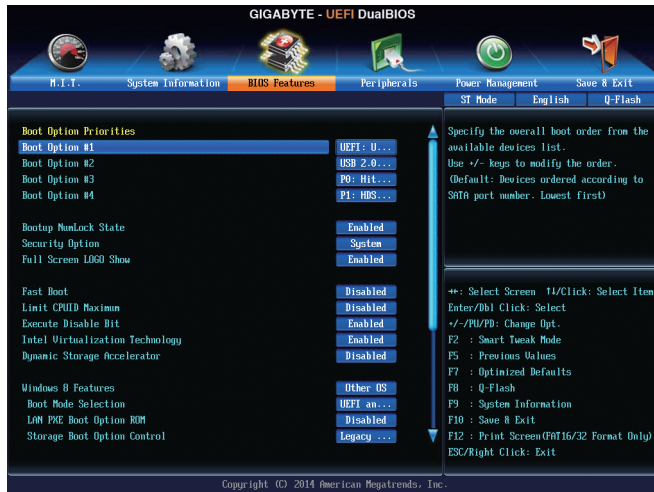 GIGABYTE - UEFI DualBIOS
M.I.T. System Information BIOS Features Peripherals Power Management Save & Exit
ST Mode English Q-Flash
Boot Option Priorities
Boot Option #1 UEFI: U...
Boot Option #2 USB 2.0...
Boot Option #3 P0: Hit...
Boot Option #4 P1: HDS...
Bootup NumLock State Enabled
Security Option System
Full Screen LOGO Show Enabled
Fast Boot Disabled
Limit CPUID Maximum Disabled
Execute Disable Bit Enabled
Intel Virtualization Technology Enabled
Dynamic Storage Accelerator Disabled
Windows 8 Features Other OS
Boot Mode Selection UEFI an...
LAN PXE Boot Option ROM Disabled
Storage Boot Option Control Legacy ...
Specify the overall boot order from the
available devices list.
Use +/- keys to modify the order.
(Default: Devices ordered according to
SATA port number. Lowest first)
→←: Select Screen ↑↓/Click: Select Item
Enter/Dbl Click: Select
+/-/PU/PD: Change Opt.
F2 : Smart Tweak Mode
F5 : Previous Values
F7 : Optimized Defaults
F8 : Q-Flash
F9 : System Information
F10 : Save & Exit
F12 : Print Screen(FAT16/32 Format Only)
ESC/Right Click: Exit
Copyright (C) 2014 American Megatrends, Inc.